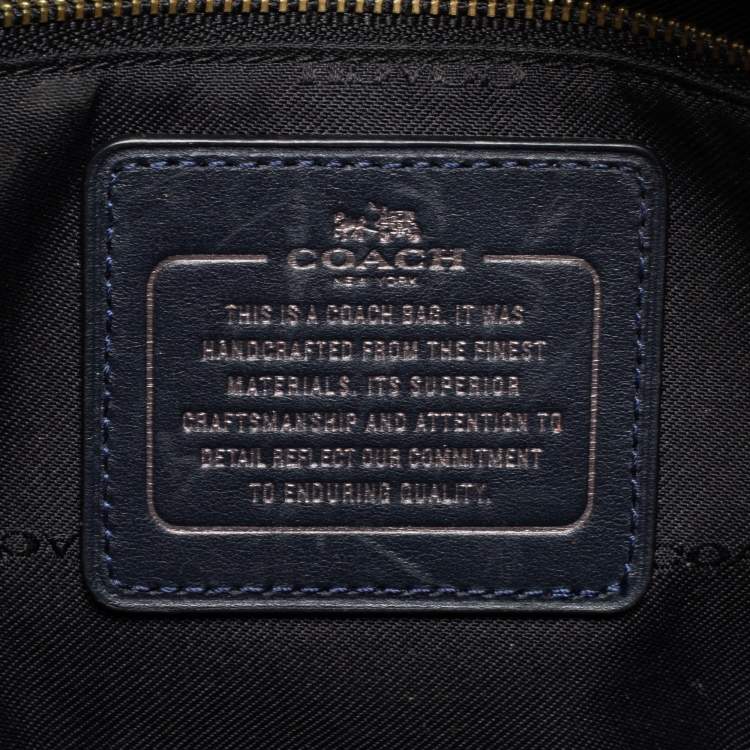 COACH
NEW YORK
THIS IS A COACH BAG. IT WAS
HANDCRAFTED FROM THE FINEST
MATERIALS. ITS SUPERIOR
CRAFTSMANSHIP AND ATTENTION TO
DETAIL REFLECT OUR COMMITMENT
TO ENDURING QUALITY.